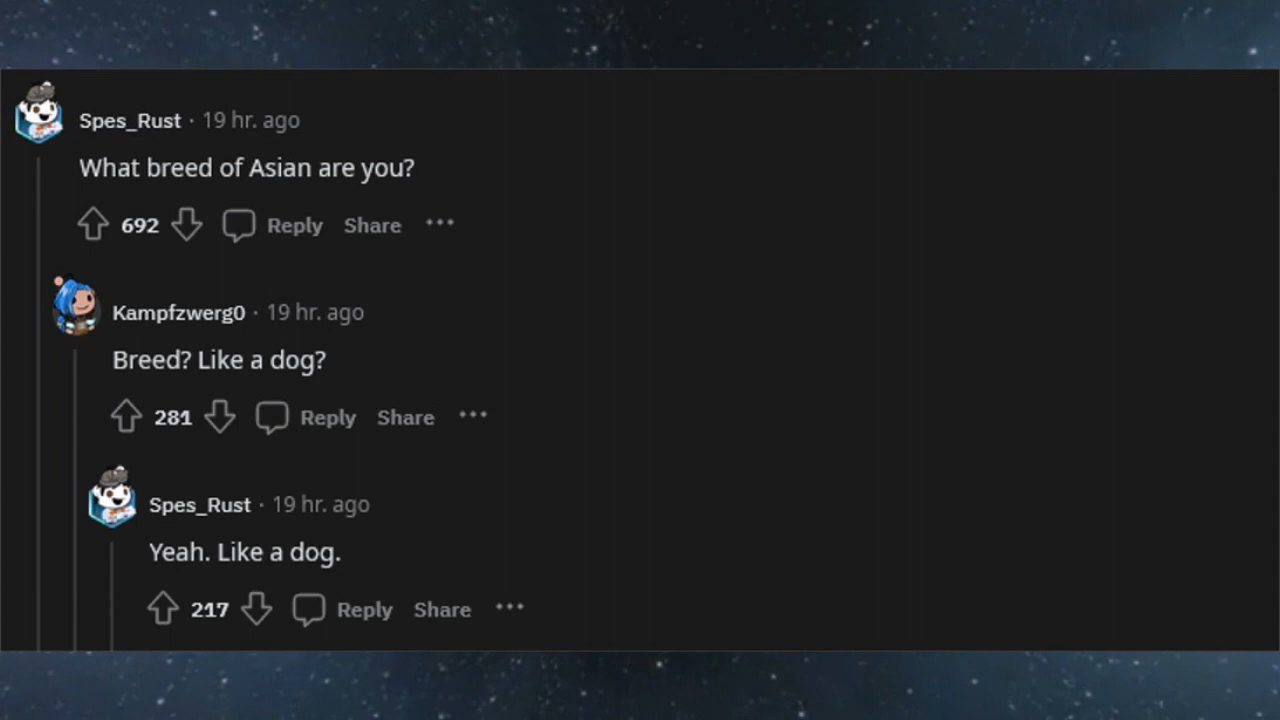 Spes_Rust · 19 hr. ago
What breed of Asian are you?
692 Reply Share ...
Kampfzwerg0 · 19 hr. ago
Breed? Like a dog?
281 Reply Share ...
Spes_Rust · 19 hr. ago
Yeah. Like a dog.
217 Reply Share ...